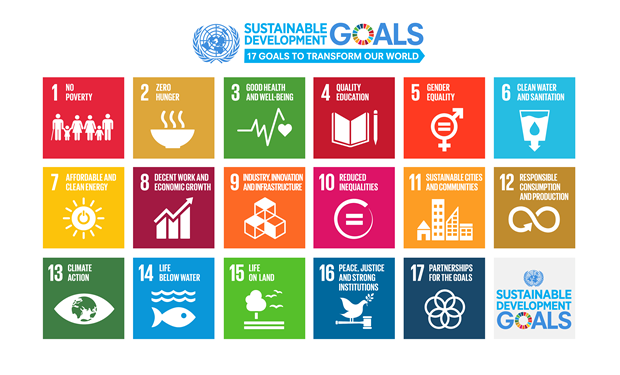 SUSTAINABLE
DEVELOPMENT
GOALS
17 GOALS TO TRANSFORM OUR WORLD
1 NO
POVERTY
2 ZERO
HUNGER
3 GOOD HEALTH
AND WELL-BEING
4 QUALITY
EDUCATION
5 GENDER
EQUALITY
6 CLEAN WATER
AND SANITATION
7 AFFORDABLE AND
CLEAN ENERGY
8 DECENT WORK AND
ECONOMIC GROWTH
9 INDUSTRY, INNOVATION
AND INFRASTRUCTURE
10 REDUCED
INEQUALITIES
11 SUSTAINABLE CITIES
AND COMMUNITIES
12 RESPONSIBLE
CONSUMPTION
AND PRODUCTION
13 CLIMATE
ACTION
14 LIFE
BELOW WATER
15 LIFE
ON LAND
16 PEACE, JUSTICE
AND STRONG
INSTITUTIONS
17 PARTNERSHIPS
FOR THE GOALS
SUSTAINABLE
DEVELOPMENT
GOALS